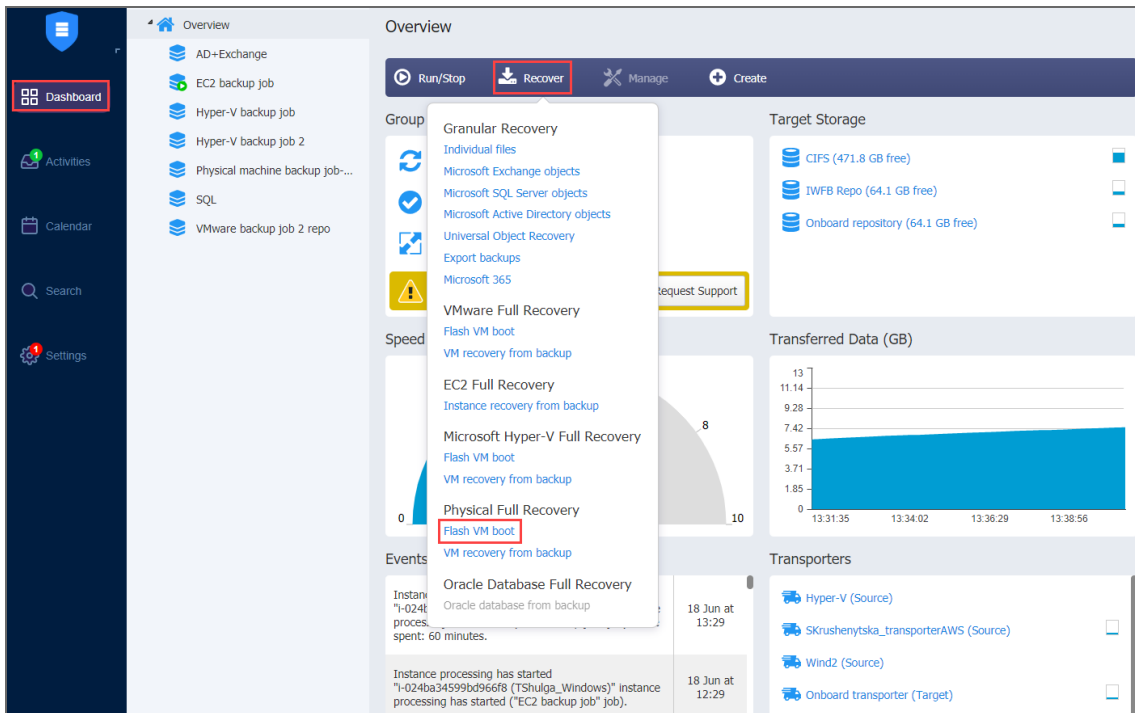 Dashboard
1
Activities
Calendar
Search
1
Settings
Overview
AD+Exchange
EC2 backup job
Hyper-V backup job
Hyper-V backup job 2
Physical machine backup job-...
SQL
VMware backup job 2 repo
Overview
Run/Stop
Recover
Manage
Create
Group
Granular Recovery
Individual files
Microsoft Exchange objects
Microsoft SQL Server objects
Microsoft Active Directory objects
Universal Object Recovery
Export backups
Microsoft 365
VMware Full Recovery
Flash VM boot
VM recovery from backup
EC2 Full Recovery
Instance recovery from backup
Microsoft Hyper-V Full Recovery
Flash VM boot
VM recovery from backup
Physical Full Recovery
Flash VM boot
VM recovery from backup
Oracle Database Full Recovery
Oracle database from backup
equest Support
Target Storage
CIFS (471.8 GB free)
IWFB Repo (64.1 GB free)
Onboard repository (64.1 GB free)
Speed
0
8
10
Transferred Data (GB)
13
11.14
9.28
7.42
5.57
3.71
1.85
0
13:31:35 13:34:02 13:36:29 13:38:56
Events
Instan
"i-024b
proces
spent: 60 minutes.
18 Jun at
13:29
Instance processing has started
"i-024ba34599bd966f8 (TShulga_Windows)" instance
processing has started ("EC2 backup job" job).
18 Jun at
12:29
Transporters
Hyper-V (Source)
SKrushenytska_transporterAWS (Source)
Wind2 (Source)
Onboard transporter (Target)